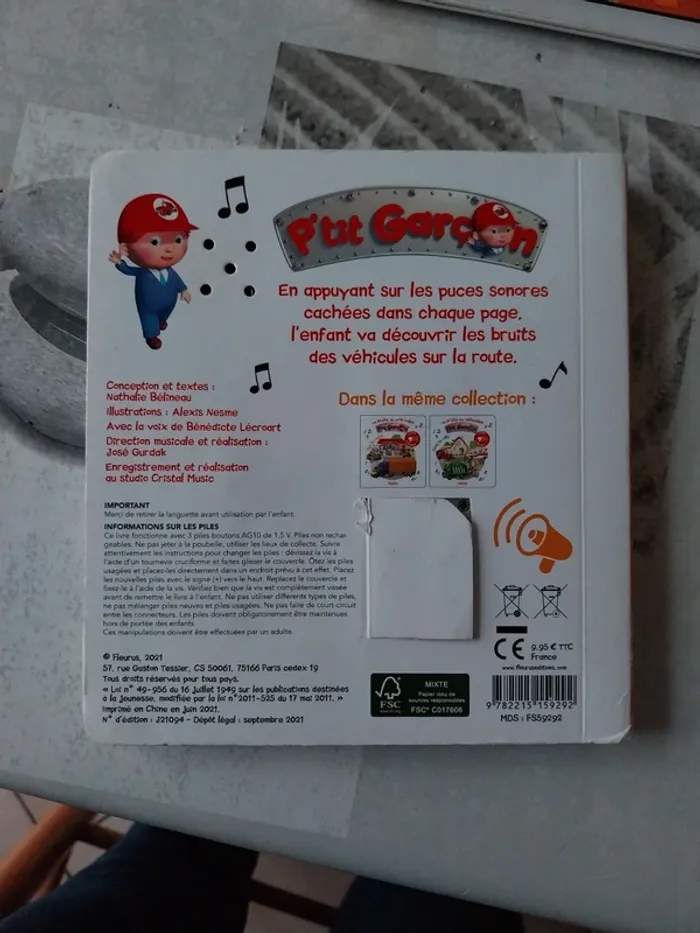 P'tit Garçon
En appuyant sur les puces sonores
cachées dans chaque page,
l'enfant va découvrir les bruits
des véhicules sur la route.
Conception et textes :
Nathalie Bélineau
Illustrations : Alexis Nesme
Avec la voix de Bénédicte Lécroart
Direction musicale et réalisation :
José Gurdak
Enregistrement et réalisation
au studio Cristal Music
Dans la même collection :
IMPORTANT
Merci de retirer la languette avant utilisation par l'enfant.
INFORMATIONS SUR LES PILES
Ce livre fonctionne avec 3 piles boutons AG10 de 1,5 V. Piles non rechar-
geables. Ne pas jeter à la poubelle, utiliser les lieux de collecte. Suivre
attentivement les instructions pour changer les piles : dévissez la vis à
l'aide d'un tournevis cruciforme et faites glisser le couvercle. Ôtez les piles
usagées et placez-les directement dans un endroit prévu à cet effet. Placez
les nouvelles piles avec le signe (+) vers le haut. Replacez le couvercle et
fixez-le à l'aide de la vis. Vérifiez bien que la vis est complètement vissée
avant de remettre le livre à l'enfant. Ne pas utiliser différents types de piles,
ne pas mélanger piles neuves et piles usagées. Ne pas faire de court-circuit
entre les connecteurs. Les piles doivent obligatoirement être maintenues
hors de portée des enfants.
Ces manipulations doivent être effectuées par un adulte.
© Fleurus, 2021
57, rue Gaston Tessier, CS 50061, 75166 Paris cedex 19
Tous droits réservés pour tous pays.
« Loi n° 49-956 du 16 juillet 1949 sur les publications destinées
à la jeunesse, modifiée par la loi n°2011-525 du 17 mai 2011. »
Imprimé en Chine en juin 2021.
N° d'édition : J21094 - Dépôt légal : septembre 2021
FSC
www.fsc.org
MIXTE
Papier issu de
sources responsables
FSC® C017606
CE
9,95 € TTC
France
www.fleuruseditions.com
9 782215 159292
MDS : FS59292